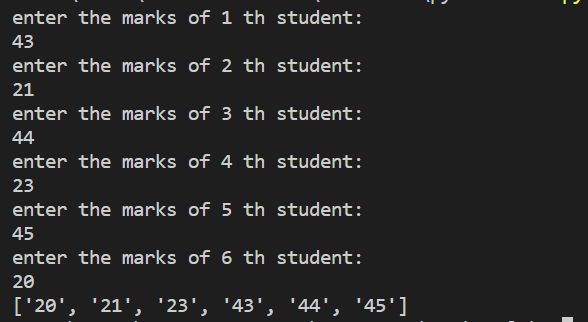 enter the marks of 1 th student:
43
enter the marks of 2 th student:
21
enter the marks of 3 th student:
44
enter the marks of 4 th student:
23
enter the marks of 5 th student:
45
enter the marks of 6 th student:
20
['20', '21', '23', '43', '44', '45']